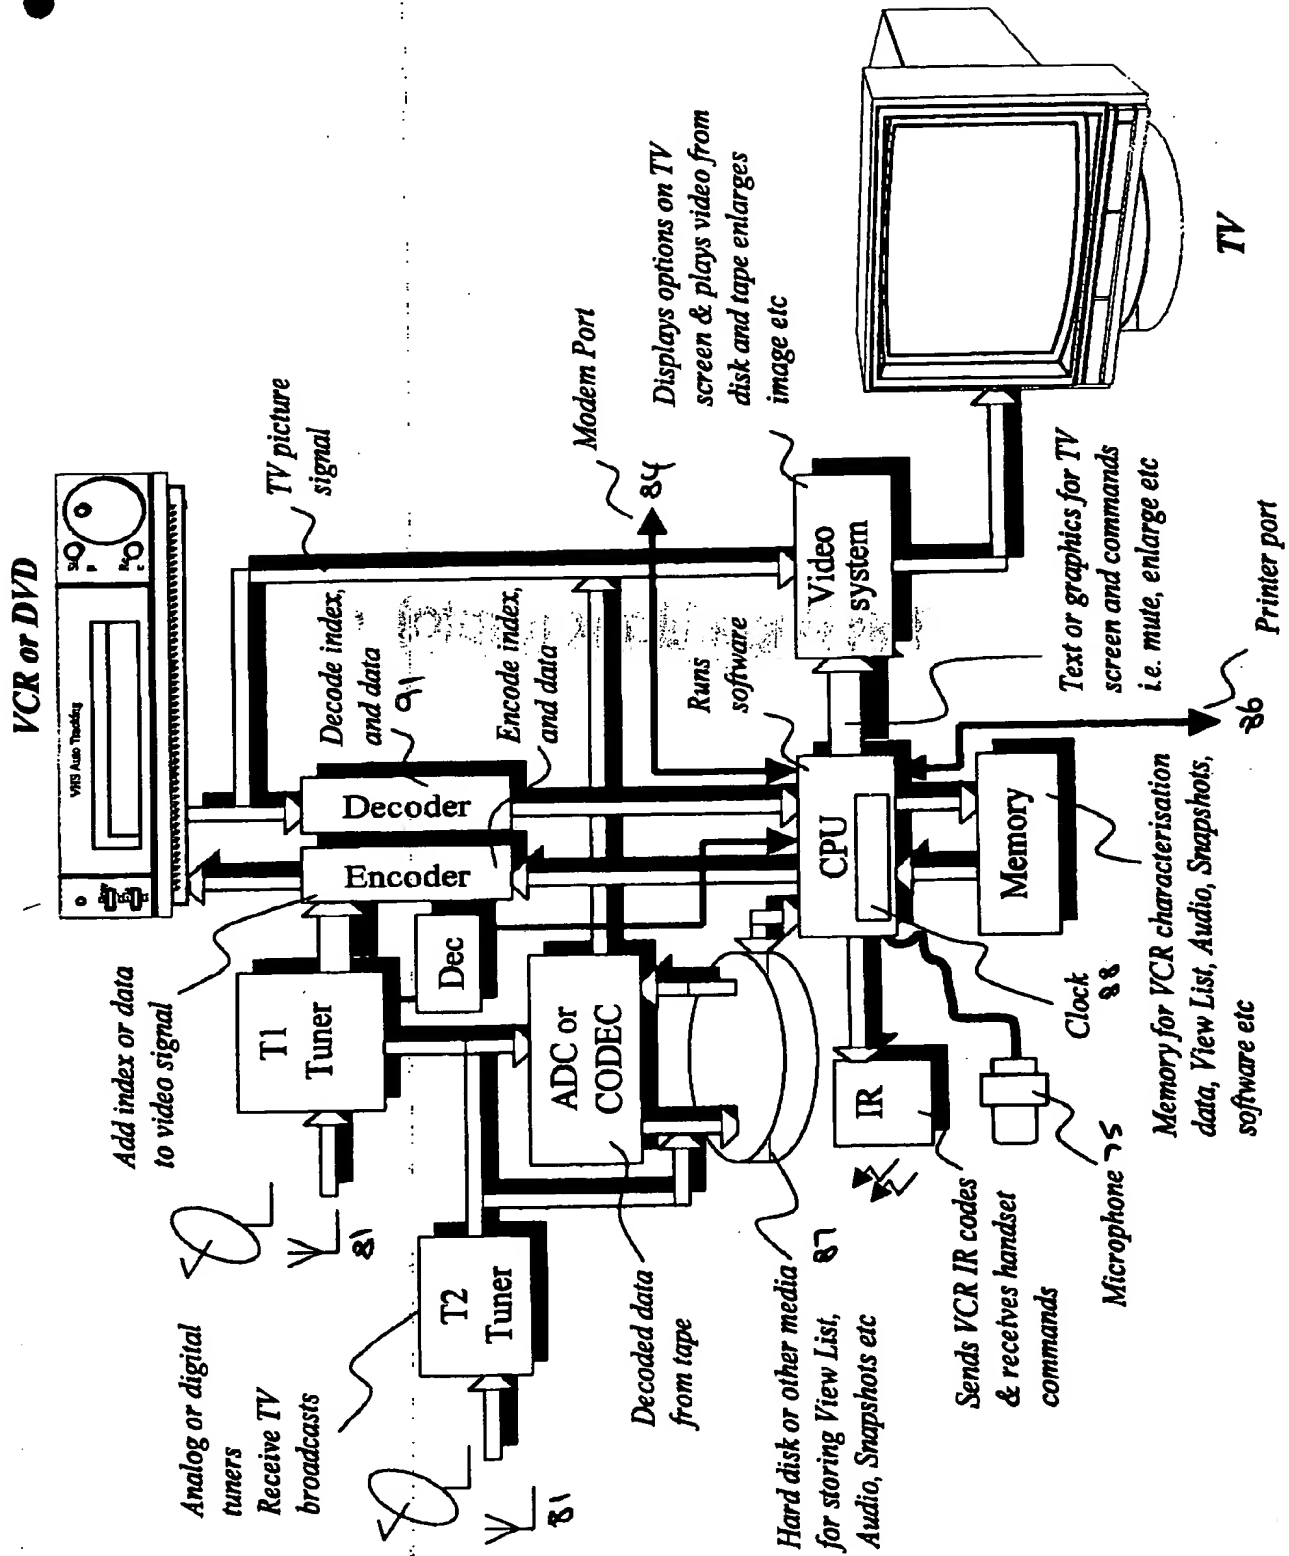 VCR or DVD
VHS Auto Tracking
TV picture
signal
Decoder
Decode index,
and data
91
Encode index,
and data
Encoder
Add index or data
to video signal
T1
Tuner
Dec
81
Analog or digital
tuners
Receive TV
broadcasts
T2
Tuner
81
ADC or
CODEC
Decoded data
from tape
Modem Port
84
Runs
software
CPU
Video
system
Displays options on TV
screen & plays video from
disk and tape enlarges
image etc
TV
Text or graphics for TV
screen and commands
i.e. mute, enlarge etc
Printer port
86
Memory
Memory for VCR characterisation
data, View List, Audio, Snapshots,
software etc
Clock
88
IR
Microphone 75
Sends VCR IR codes
& receives handset
commands
Hard disk or other media
87
for storing View List,
Audio, Snapshots etc